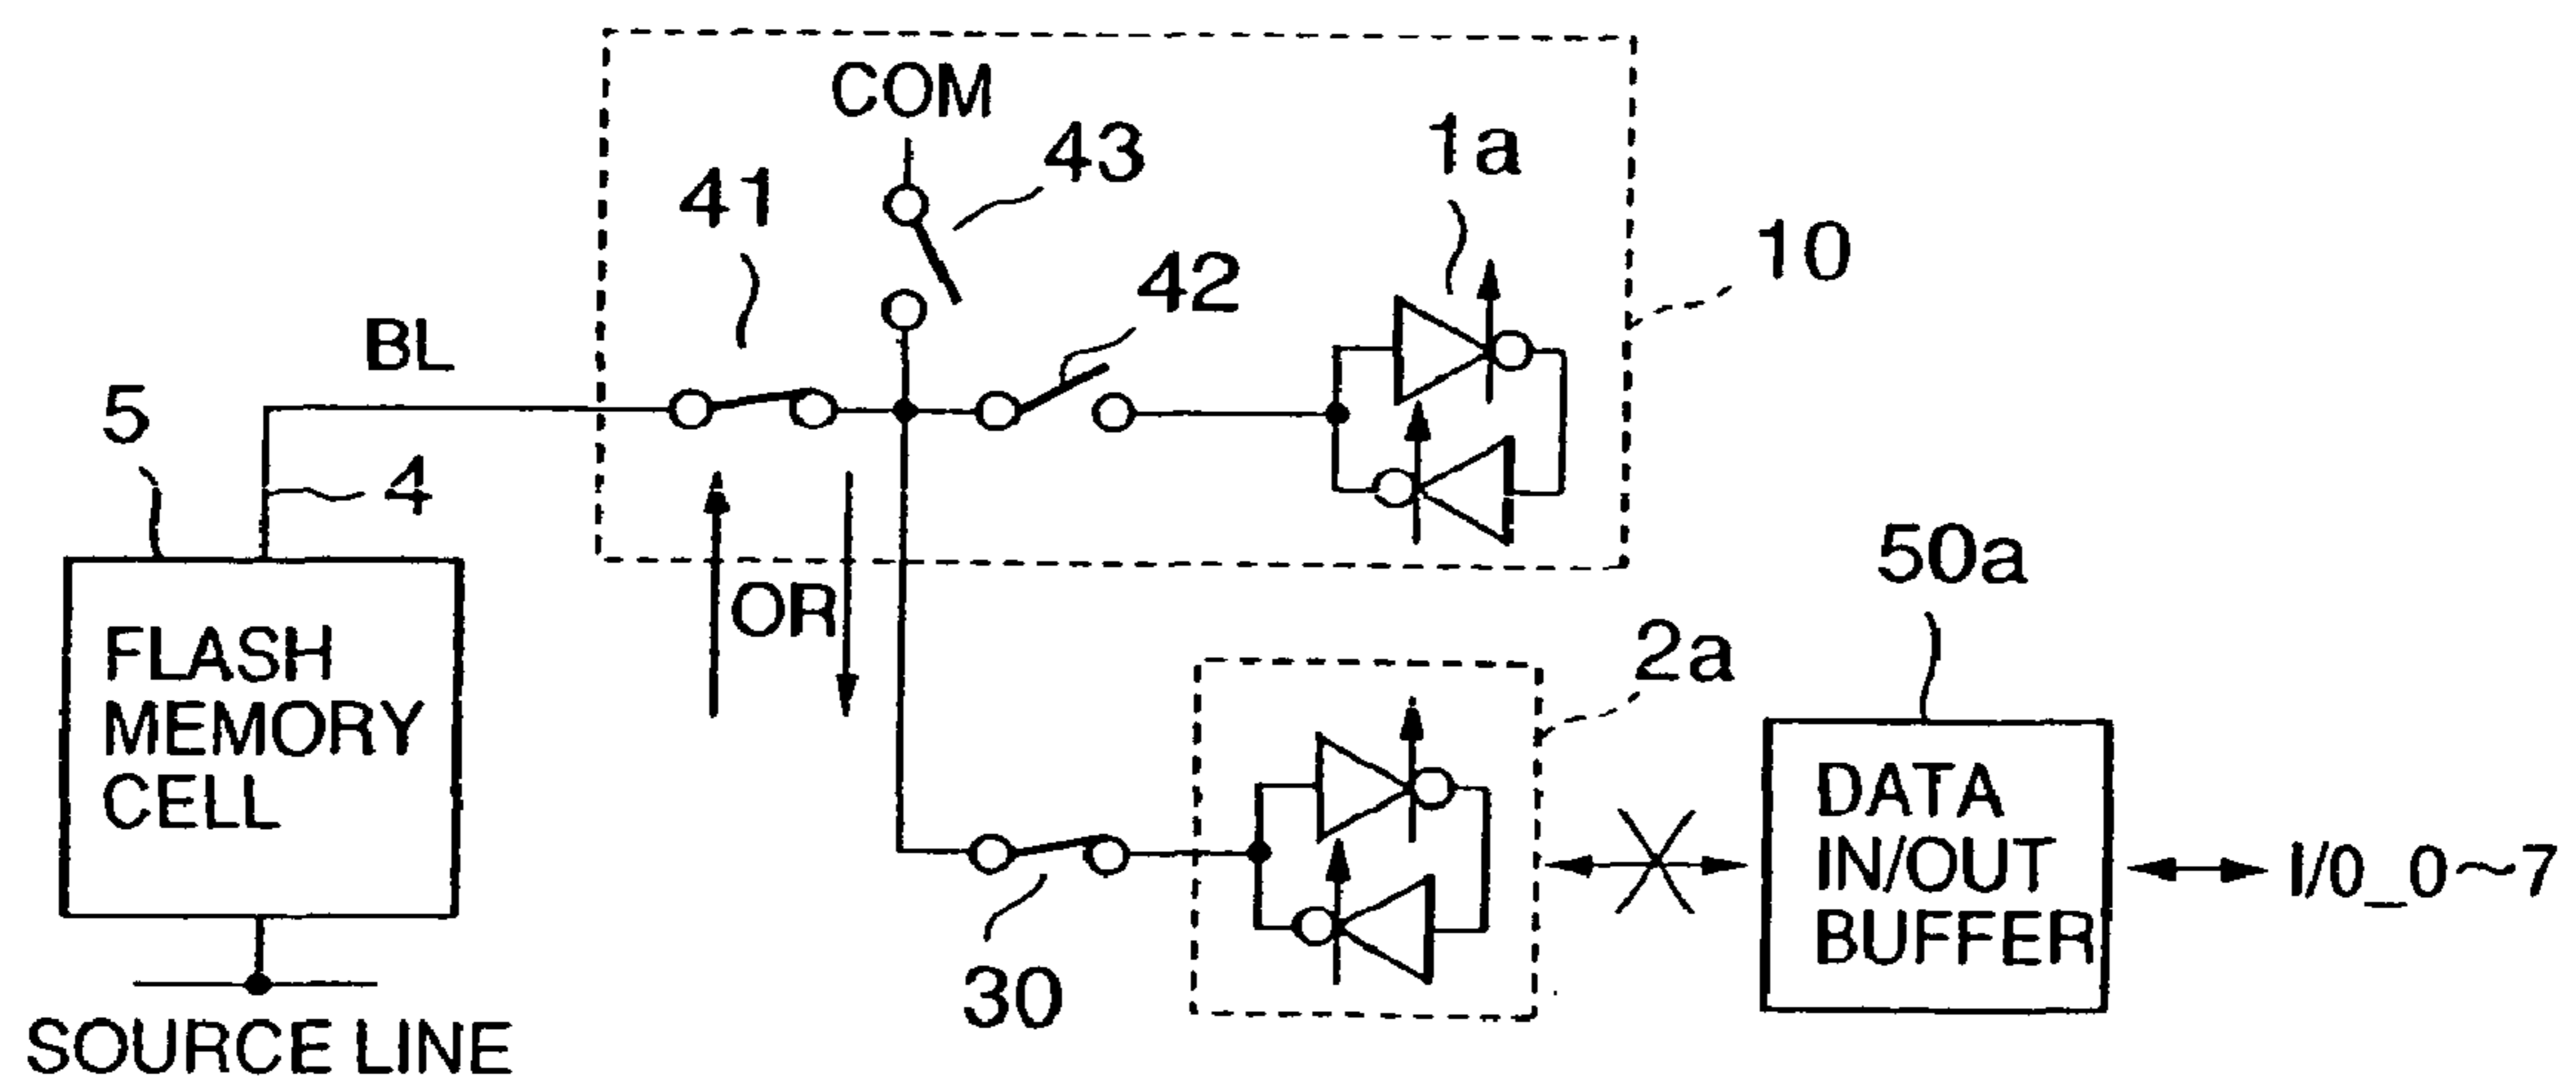 COM
43
1a
41
10
42
BL
5
4
50a
OR
FLASH
MEMORY
CELL
2a
DATA
IN/OUT
BUFFER
I/0_0~7
30
SOURCE LINE